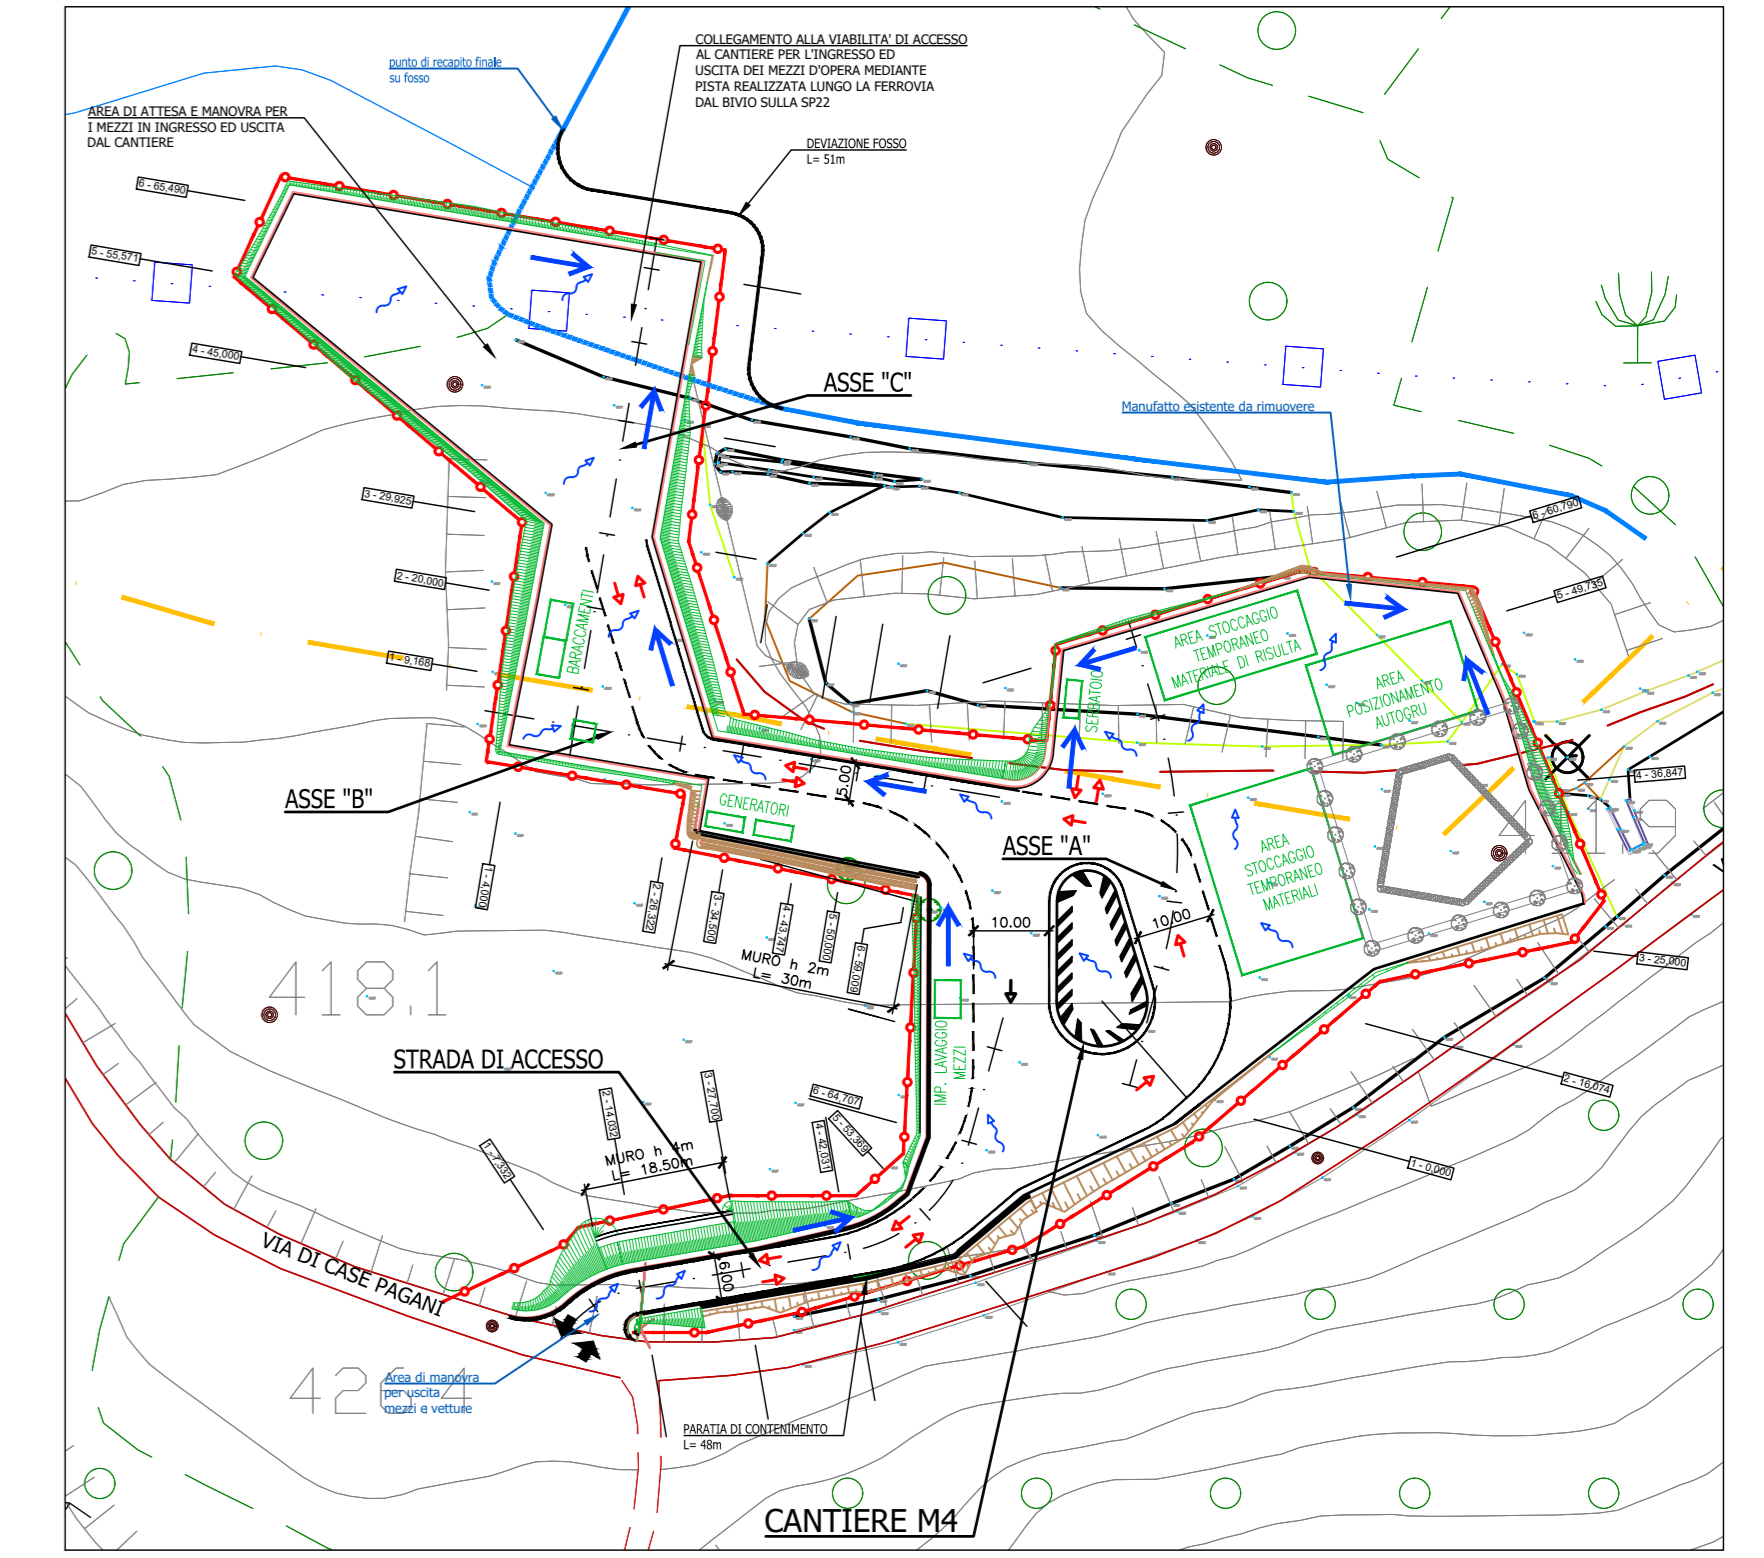 COLLEGAMENTO ALLA VIABILITA' DI ACCESSO
AL CANTIERE PER L'INGRESSO ED
USCITA DEI MEZZI D'OPERA MEDIANTE
PISTA REALIZZATA LUNGO LA FERROVIA
DAL BIVIO SULLA SP22
punto di recapito finale
su fosso
AREA DI ATTESA E MANOVRA PER
I MEZZI IN INGRESSO ED USCITA
DAL CANTIERE
DEVIAZIONE FOSSO
L= 51m
6 - 65,490
5 - 55,571
4 - 45,000
ASSE "C"
Manufatto esistente da rimuovere
3 - 29,925
6 - 60,790
2 - 20,000
5 - 49,735
BARACCAMENTI
1 - 9,168
AREA STOCCAGGIO
TEMPORANEO
MATERIALE DI RISULTA
SERBATOIO
AREA
POSIZIONAMENTO
AUTOGRU
4 - 36,847
ASSE "B"
5.00
GENERATORI
ASSE "A"
AREA
STOCCAGGIO
TEMPORANEO
MATERIALI
1 - 4,000
2 - 26,322
3 - 34,500
4 - 43,747
5 - 50,000
6 - 59,009
10.00
10.00
MURO h 2m
L= 30m
3 - 25,000
418.1
STRADA DI ACCESSO
IMP. LAVAGGIO
MEZZI
2 - 16,074
2 - 14,032
3 - 27,700
6 - 64,707
4 - 42,031
5 - 53,369
1 - 7,332
MURO h 4m
L= 18.50m
1 - 0,000
VIA DI CASE PAGANI
6.00
426.4
Area di manovra
per uscita
mezzi e vetture
PARATIA DI CONTENIMENTO
L= 48m
CANTIERE M4